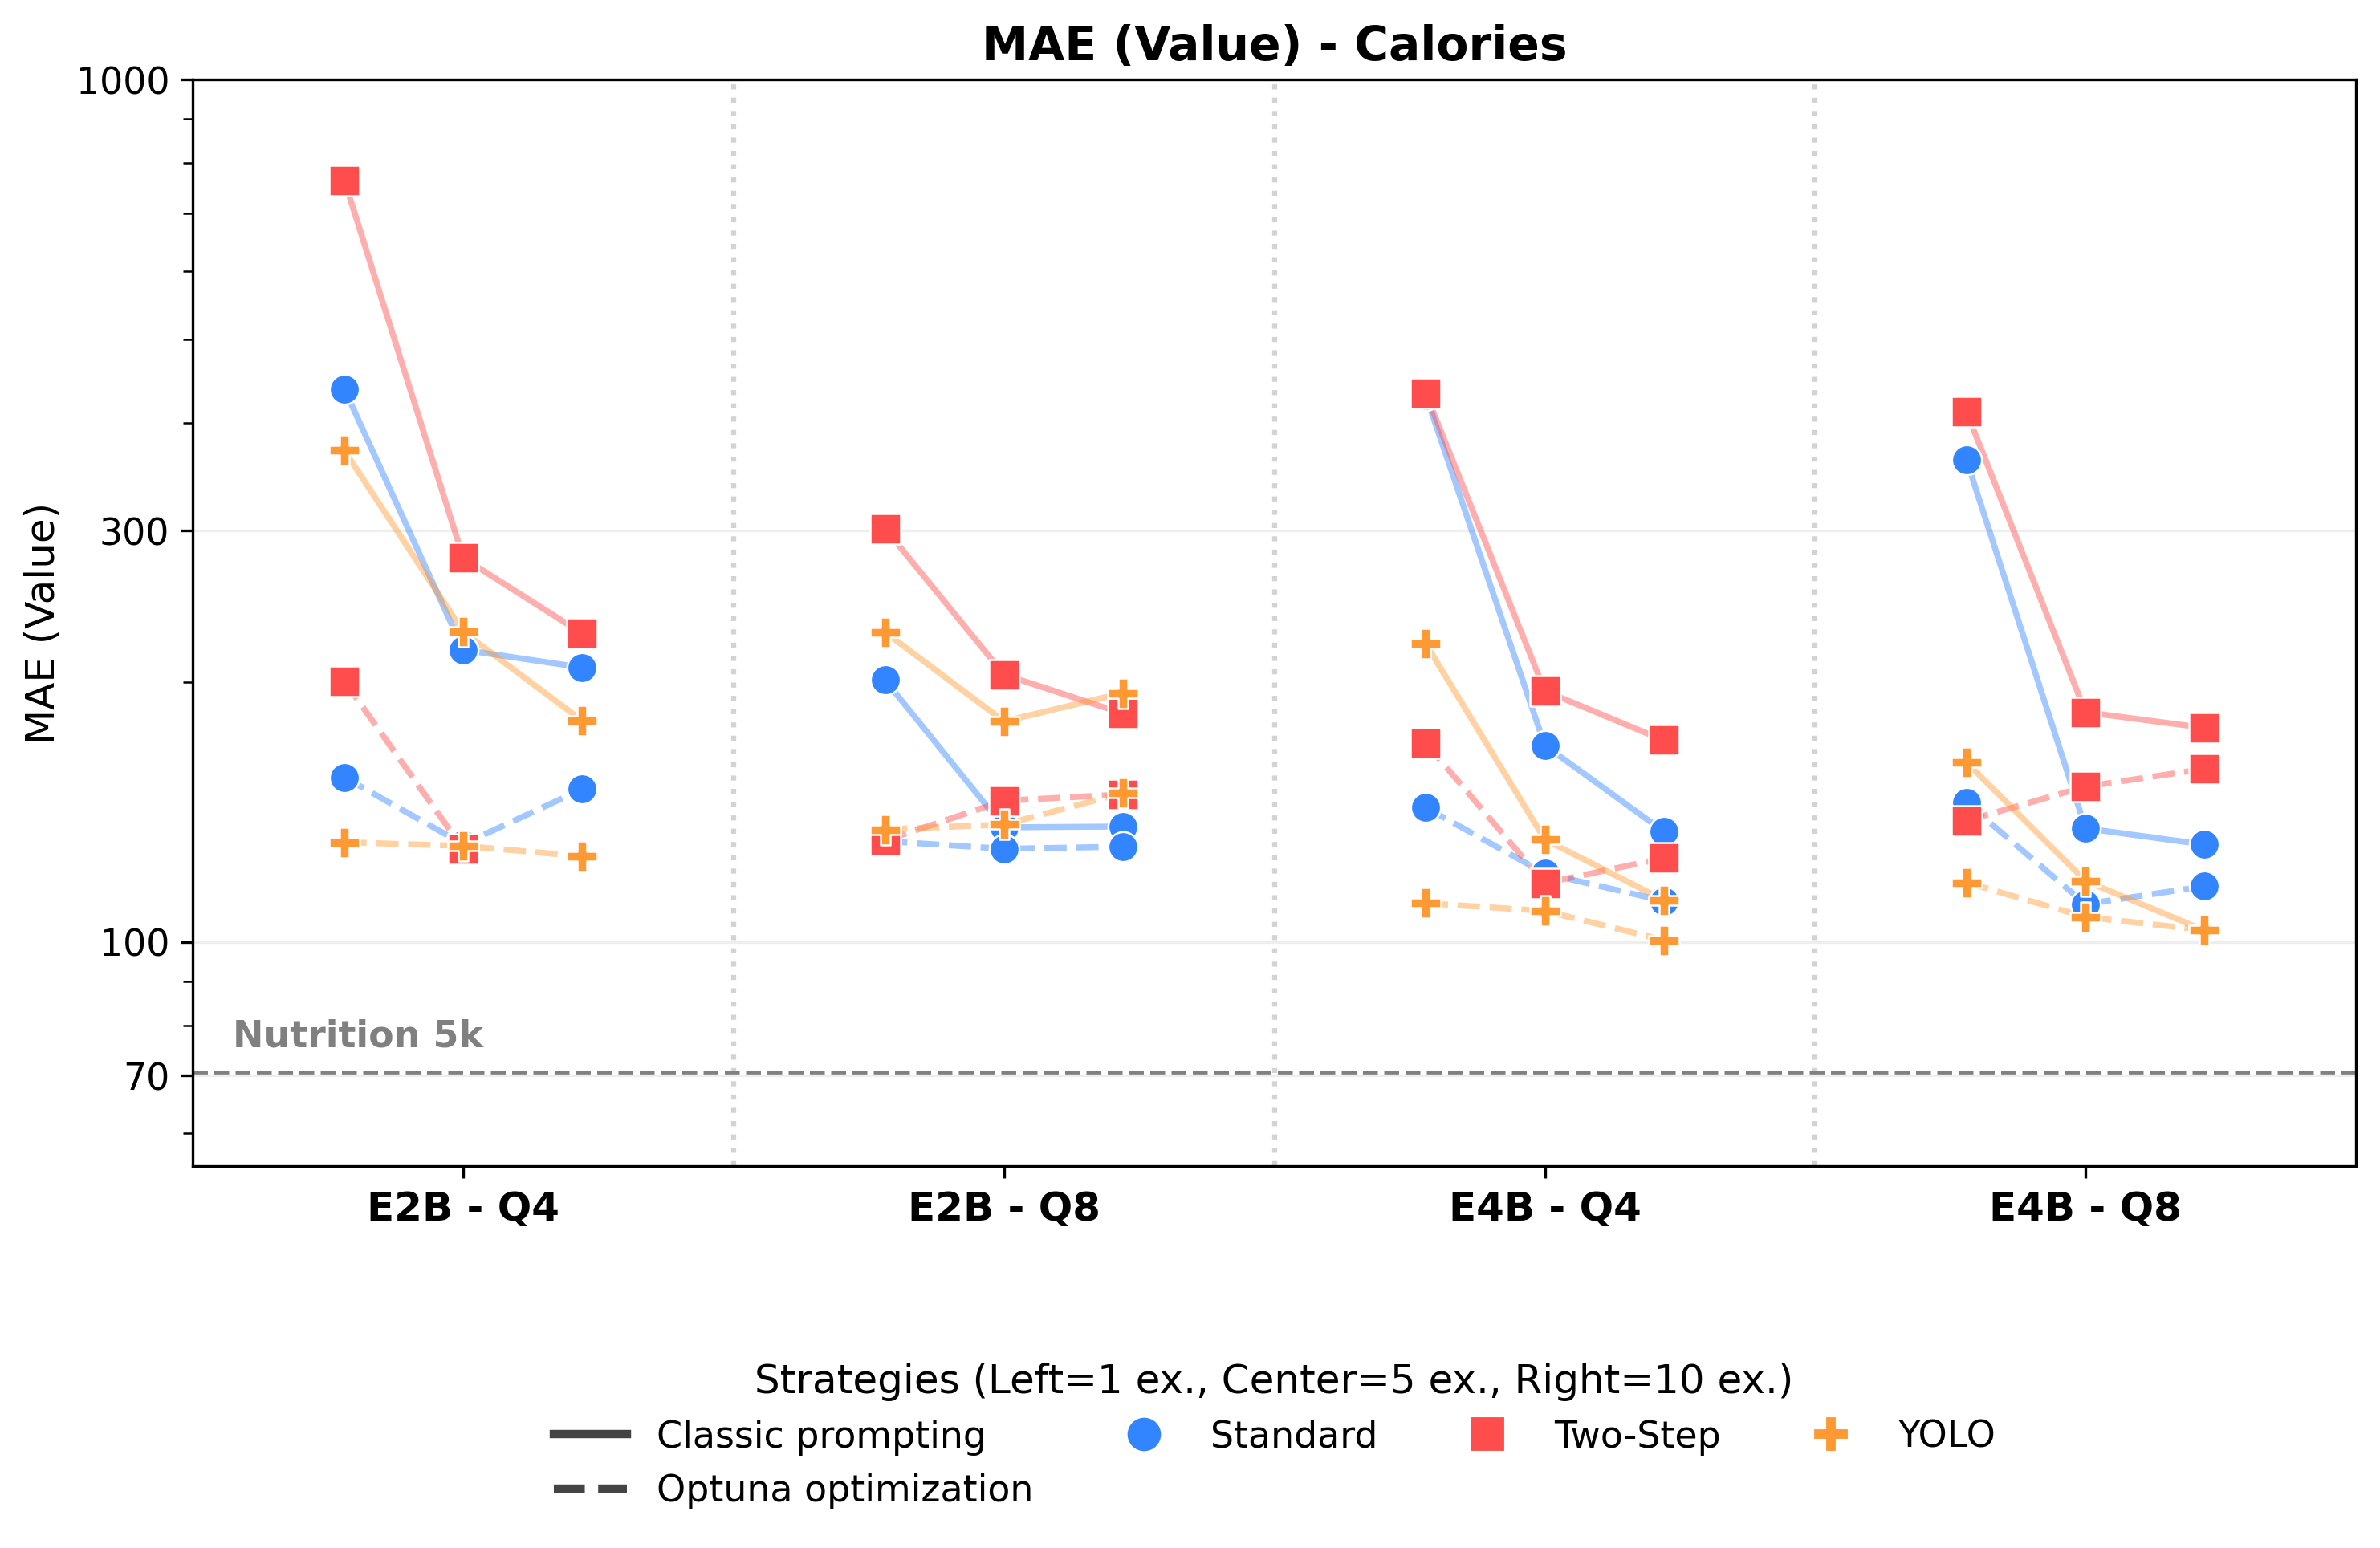 MAE (Value) - Calories
MAE (Value)
1000
300
100
70
Nutrition 5k
E2B - Q4
E2B - Q8
E4B - Q4
E4B - Q8
Strategies (Left=1 ex., Center=5 ex., Right=10 ex.)
Classic prompting
Optuna optimization
Standard
Two-Step
YOLO